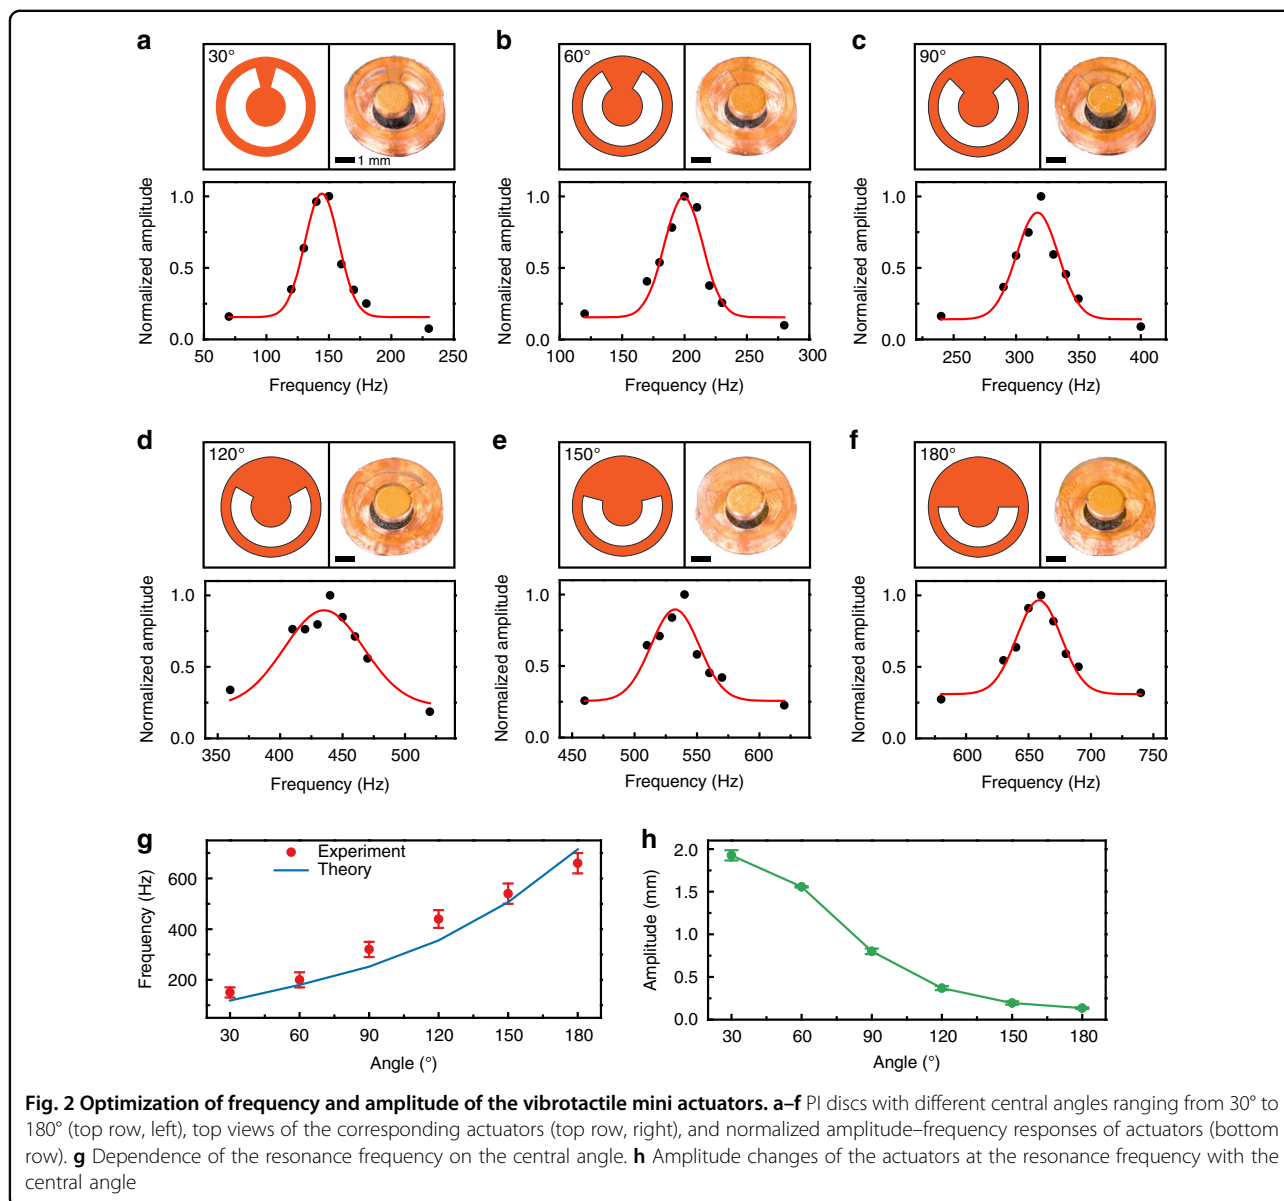 a
30°
1 mm
Normalized amplitude
1.0
0.5
0.0
50 100 150 200 250
Frequency (Hz)
b
60°
Normalized amplitude
1.0
0.5
0.0
100 150 200 250 300
Frequency (Hz)
c
90°
Normalized amplitude
1.0
0.5
0.0
250 300 350 400
Frequency (Hz)
d
120°
Normalized amplitude
1.0
0.5
0.0
350 400 450 500
Frequency (Hz)
e
150°
Normalized amplitude
1.0
0.5
0.0
450 500 550 600
Frequency (Hz)
f
180°
Normalized amplitude
1.0
0.5
0.0
600 650 700 750
Frequency (Hz)
g
Experiment
Theory
Frequency (Hz)
600
400
200
30 60 90 120 150 180
Angle (°)
h
Amplitude (mm)
2.0
1.5
1.0
0.5
0.0
30 60 90 120 150 180
Angle (°)
Fig. 2 Optimization of frequency and amplitude of the vibrotactile mini actuators. a–f PI discs with different central angles ranging from 30° to
180° (top row, left), top views of the corresponding actuators (top row, right), and normalized amplitude–frequency responses of actuators (bottom
row). g Dependence of the resonance frequency on the central angle. h Amplitude changes of the actuators at the resonance frequency with the
central angle